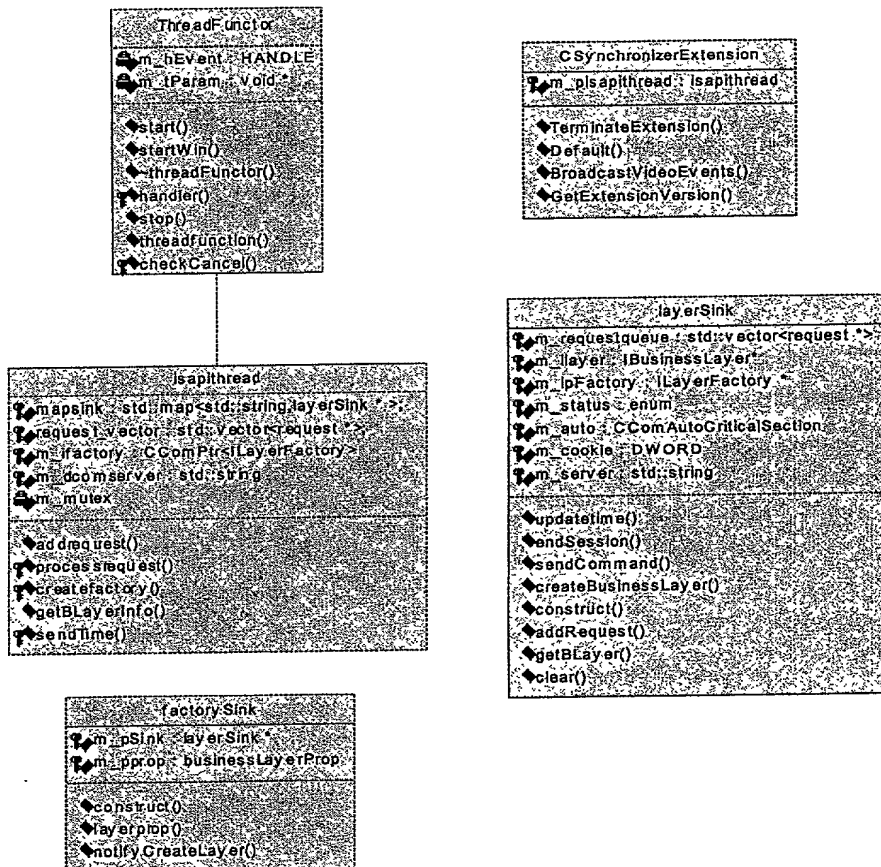 ThreadFunctor
m_hEvent : HANDLE
m_tParam : Void *
start()
startWin()
~threadFunctor()
handler()
stop()
threadfunction()
checkCancel()
CSynchronizerExtension
m_pisapithread : isapithread
TerminateExtension()
Default()
BroadcastVideoEvents()
GetExtensionVersion()
isapithread
mapsink : std::map<std::string,layerSink * >;
request_vector : std::vector<request *>
m_ifactory : CComPtr<ILayerFactory>
m_dcomserver : std::string
m_mutex
addrequest()
processrequest()
createfactory()
getBLayerInfo()
sendTime()
layerSink
m_requestqueue : std::vector<request *>
m_ilayer : IBusinessLayer*
m_ipFactory : ILayerFactory *
m_status : enum
m_auto : CComAutoCriticalSection
m_cookie : DWORD
m_server : std::string
updatetime()
endSession()
sendCommand()
createBusinessLayer()
construct()
addRequest()
getBLayer()
clear()
factorySink
m_pSink : layerSink *
m_pprop : businessLayerProp
construct()
layerprop()
notifyCreateLayer()